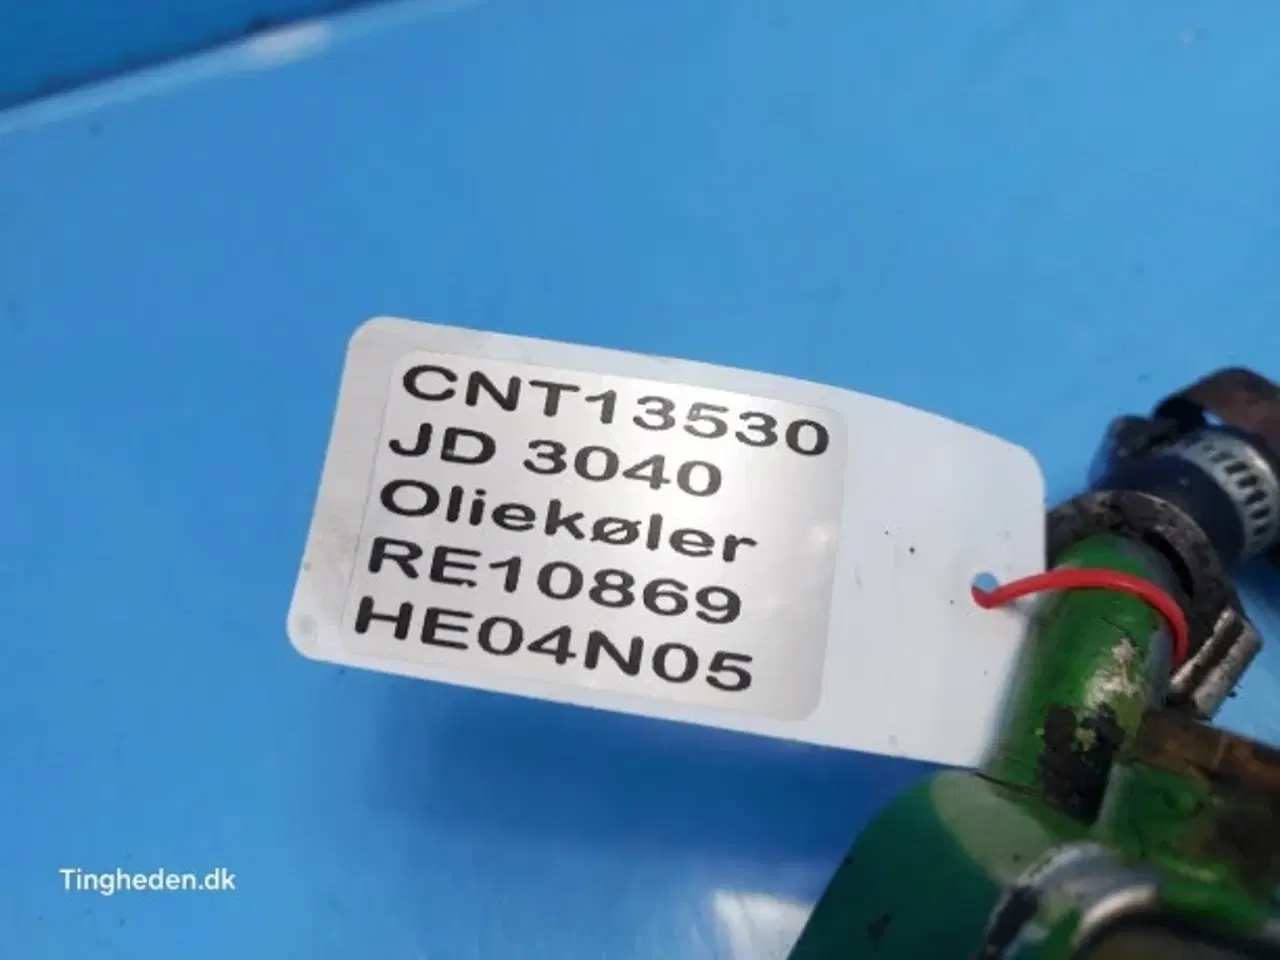 CNT13530
JD 3040
Oliekøler
RE10869
HE04N05
Tingheden.dk